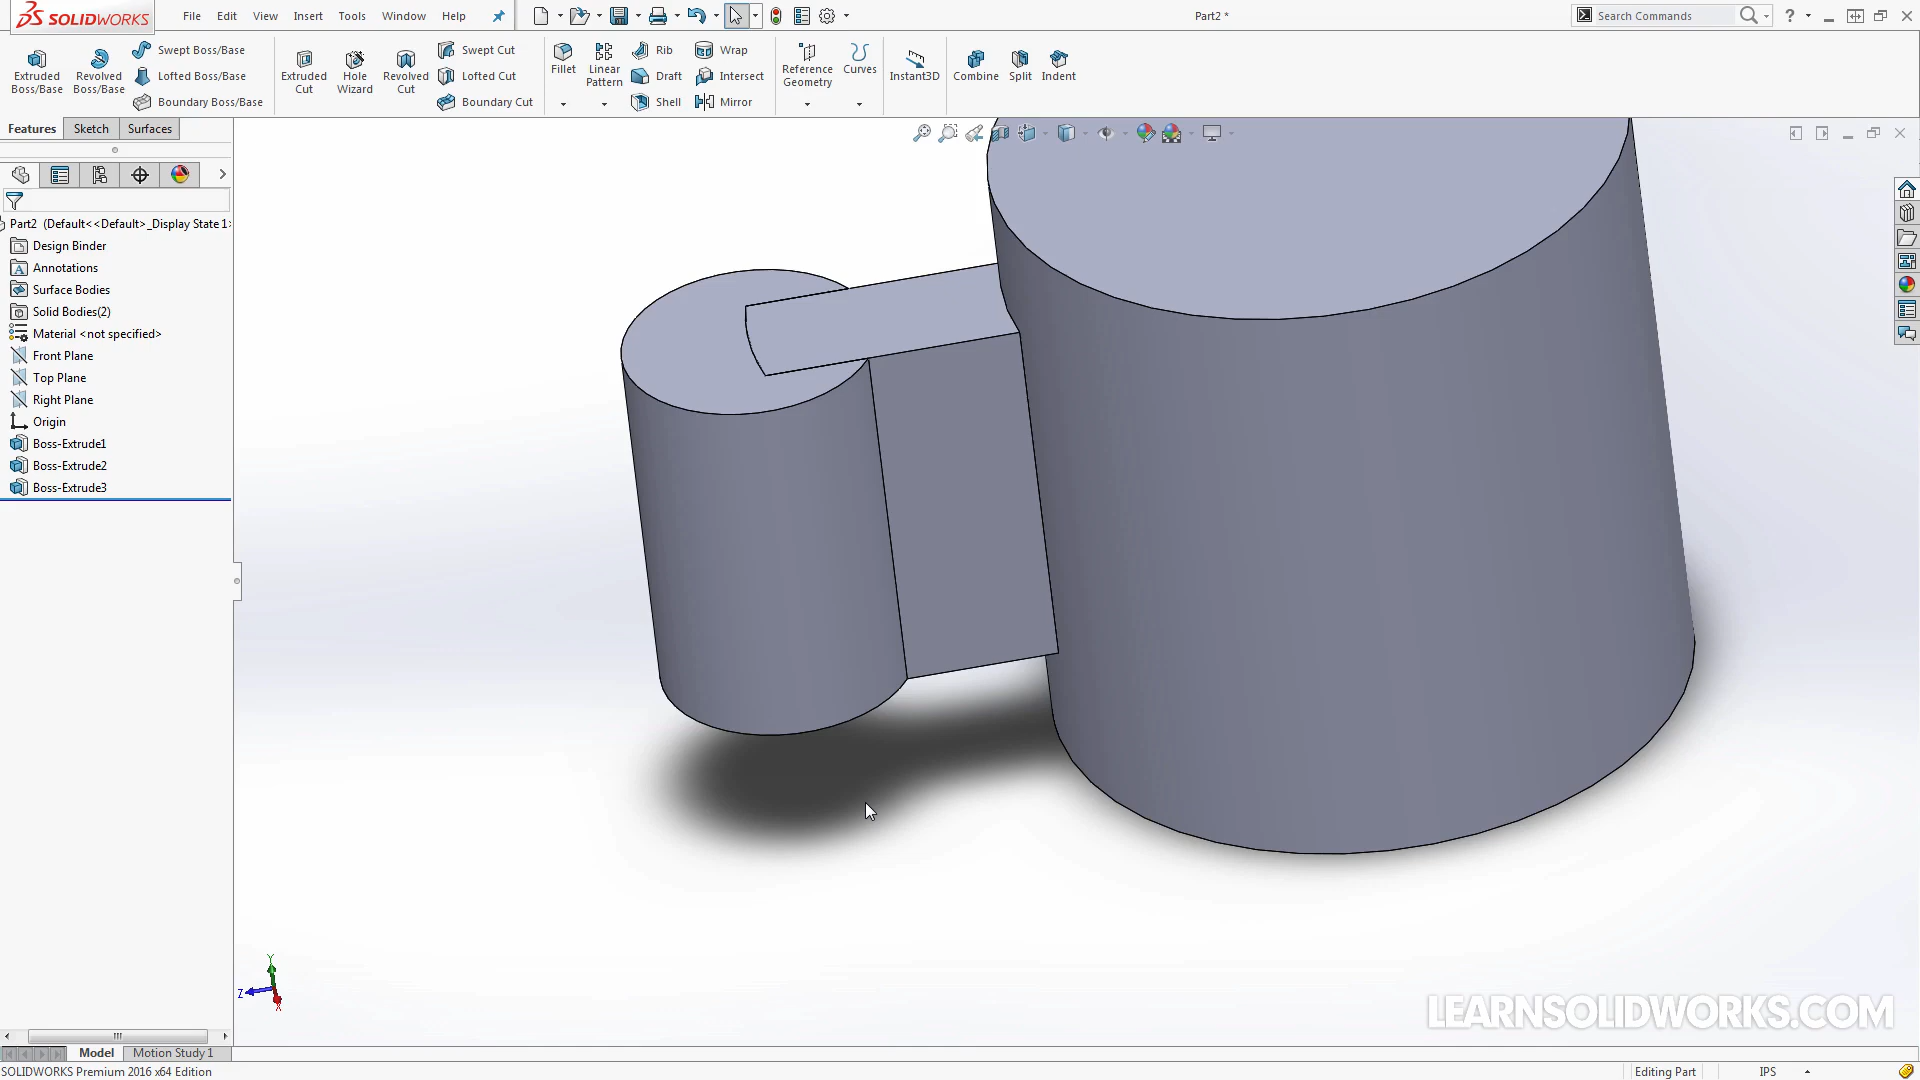 SOLIDWORKS File Edit View Insert Tools Window Help Part2 * Search Commands ?
Extruded Boss/Base
Revolved Boss/Base
Swept Boss/Base
Lofted Boss/Base
Boundary Boss/Base
Extruded Cut
Hole Wizard
Revolved Cut
Swept Cut
Lofted Cut
Boundary Cut
Fillet
Linear Pattern
Rib
Draft
Shell
Wrap
Intersect
Mirror
Reference Geometry
Curves
Instant3D
Combine
Split
Indent
Features Sketch Surfaces
Part2 (Default<<Default>_Display State 1>
Design Binder
Annotations
Surface Bodies
Solid Bodies(2)
Material <not specified>
Front Plane
Top Plane
Right Plane
Origin
Boss-Extrude1
Boss-Extrude2
Boss-Extrude3
Y
Z
X
LEARNSOLIDWORKS.COM
Model Motion Study 1
SOLIDWORKS Premium 2016 x64 Edition Editing Part IPS